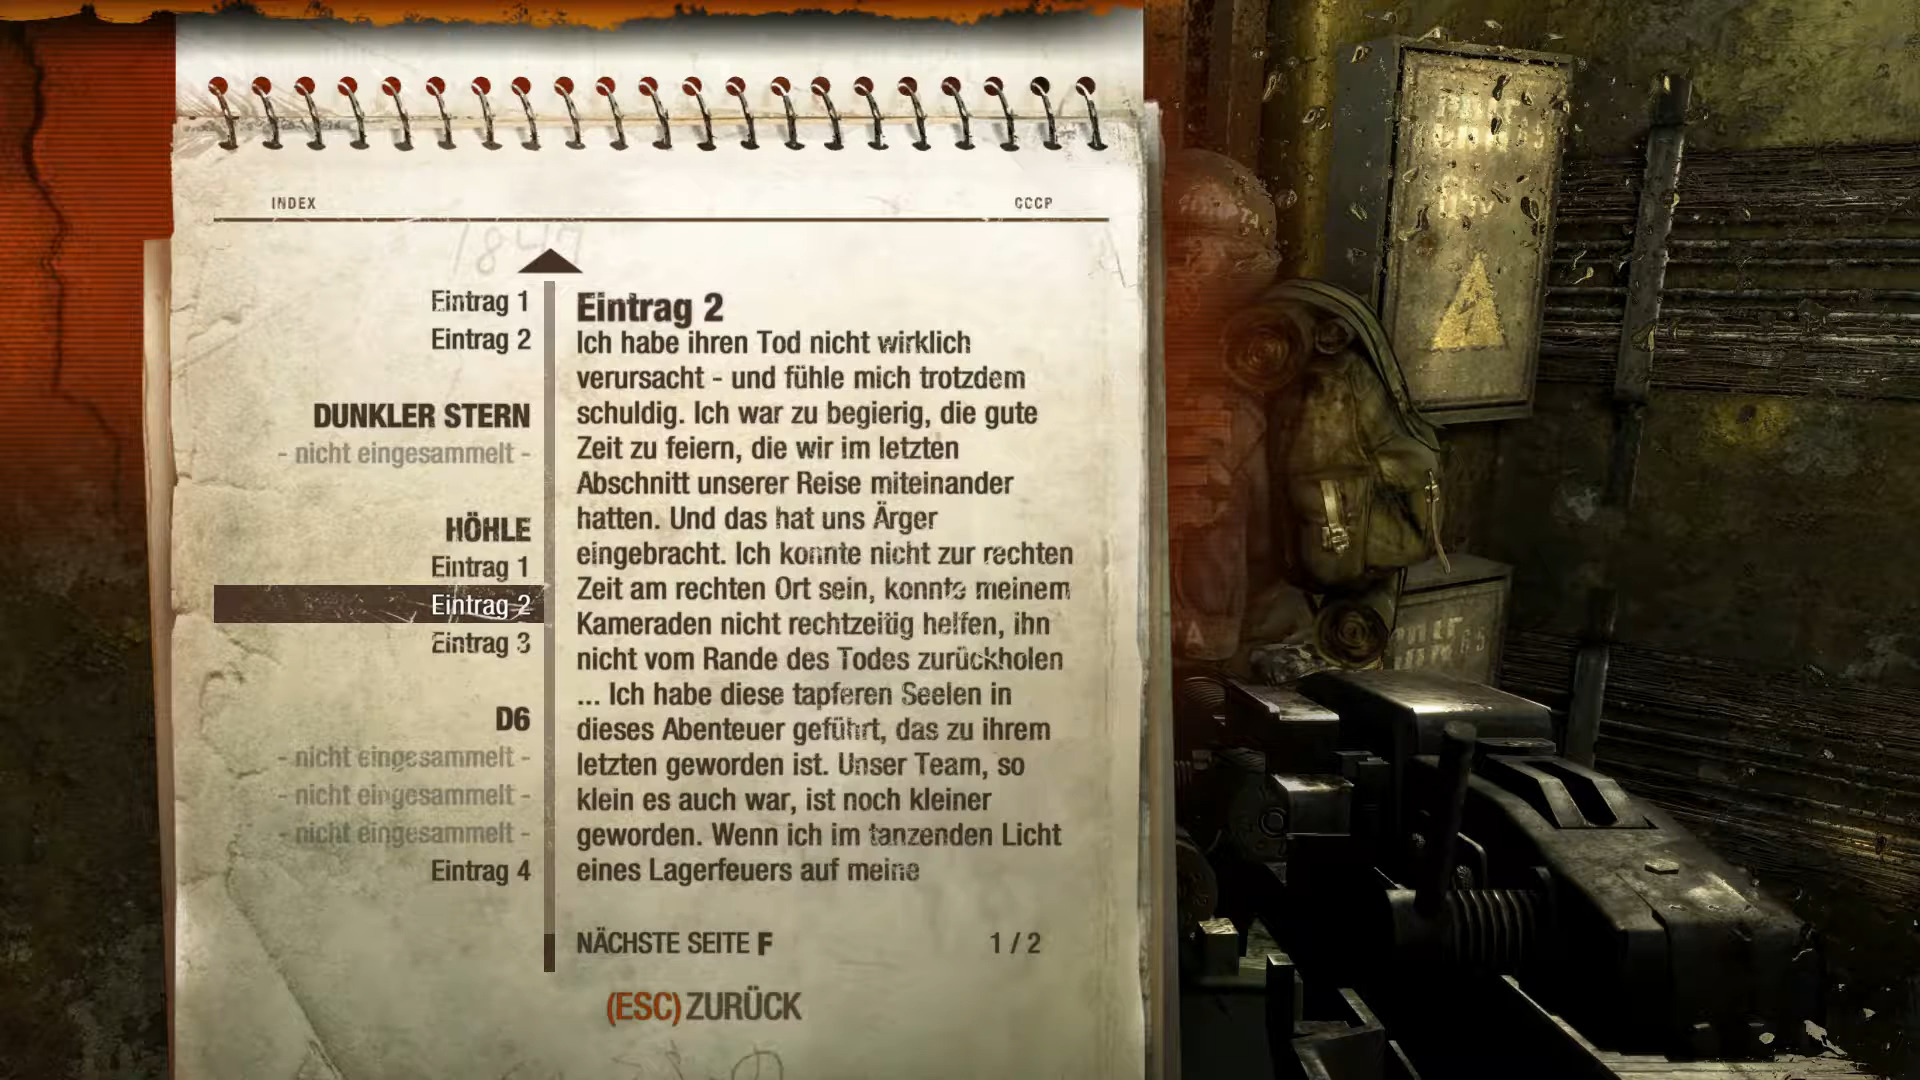 INDEX
CCCP
Eintrag 1
Eintrag 2
DUNKLER STERN
- nicht eingesammelt -
HÖHLE
Eintrag 1
Eintrag 2
Eintrag 3
D6
- nicht eingesammelt -
- nicht eingesammelt -
- nicht eingesammelt -
Eintrag 4
Eintrag 2
Ich habe ihren Tod nicht wirklich
verursacht - und fühle mich trotzdem
schuldig. Ich war zu begierig, die gute
Zeit zu feiern, die wir im letzten
Abschnitt unserer Reise miteinander
hatten. Und das hat uns Ärger
eingebracht. Ich konnte nicht zur rechten
Zeit am rechten Ort sein, konnte meinem
Kameraden nicht rechtzeitig helfen, ihn
nicht vom Rande des Todes zurückholen
... Ich habe diese tapferen Seelen in
dieses Abenteuer geführt, das zu ihrem
letzten geworden ist. Unser Team, so
klein es auch war, ist noch kleiner
geworden. Wenn ich im tanzenden Licht
eines Lagerfeuers auf meine
NÄCHSTE SEITE F
1 / 2
(ESC) ZURÜCK